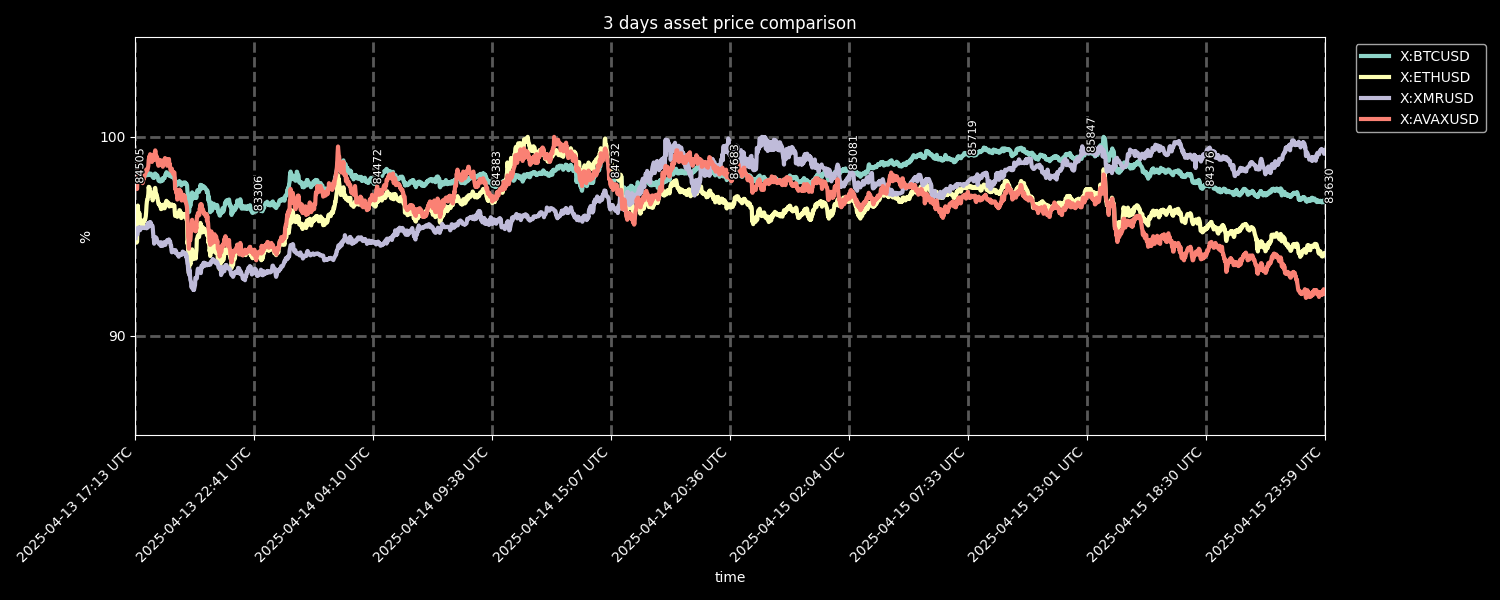 3 days asset price comparison
X:BTCUSD
X:ETHUSD
X:XMRUSD
X:AVAXUSD
100
90
%
84505
83306
84472
84383
84732
84683
85081
85719
85847
83776
83630
2025-04-13 17:13 UTC
2025-04-13 22:41 UTC
2025-04-14 04:10 UTC
2025-04-14 09:38 UTC
2025-04-14 15:07 UTC
2025-04-14 20:36 UTC
2025-04-15 02:04 UTC
2025-04-15 07:33 UTC
2025-04-15 13:01 UTC
2025-04-15 18:30 UTC
2025-04-15 23:59 UTC
time